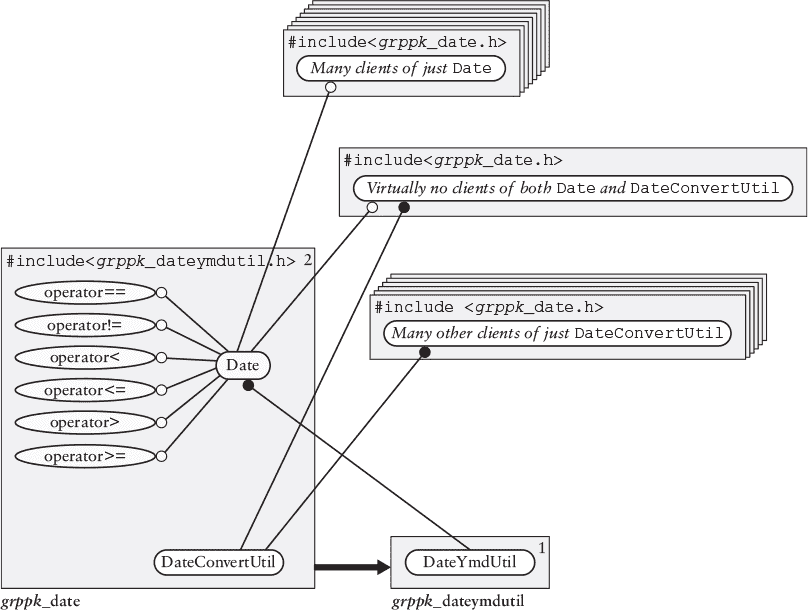 #include<grppk_date.h>
Many clients of just Date
#include<grppk_date.h>
Virtually no clients of both Date and DateConvertUtil
#include<grppk_dateymdutil.h> 2
operator==
operator!=
operator<
operator<=
operator>
operator>=
Date
#include <grppk_date.h>
Many other clients of just DateConvertUtil
DateConvertUtil
DateYmdUtil
1
grppk_date
grppk_dateymdutil